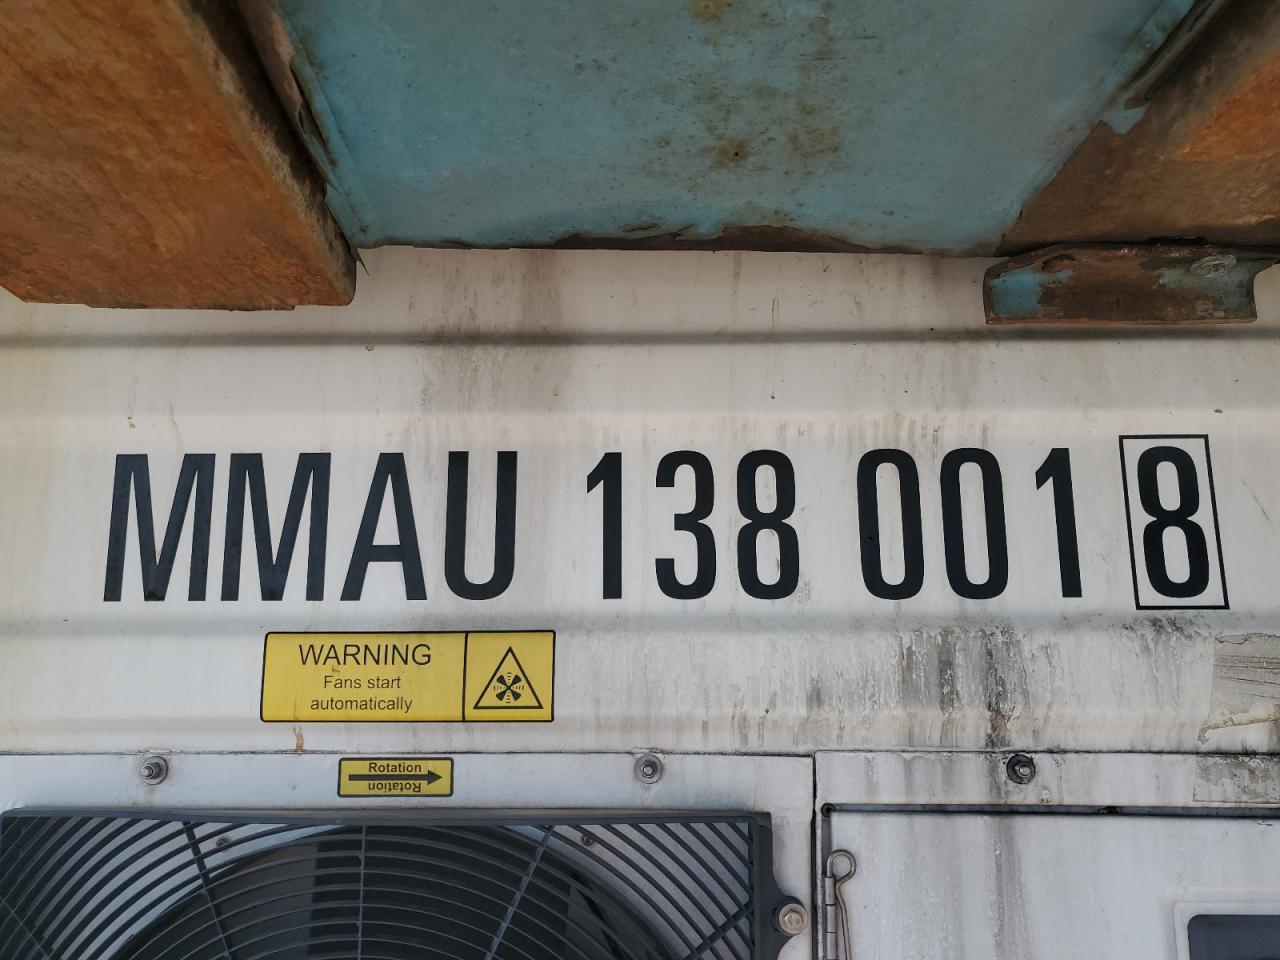 MMAU 138 001 8
WARNING
Fans start
automatically
Rotation
Rotation